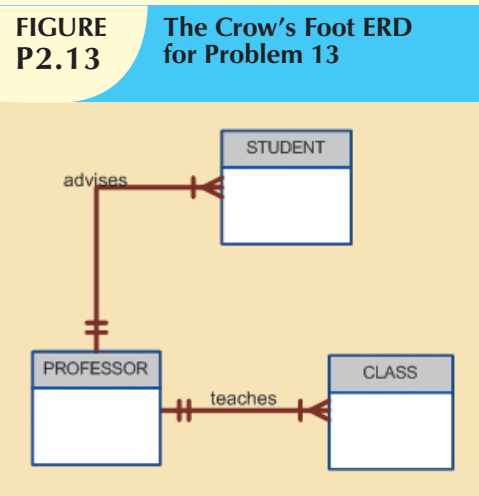 FIGURE
P2.13
The Crow's Foot ERD
for Problem 13
STUDENT
advises
PROFESSOR
teaches
CLASS